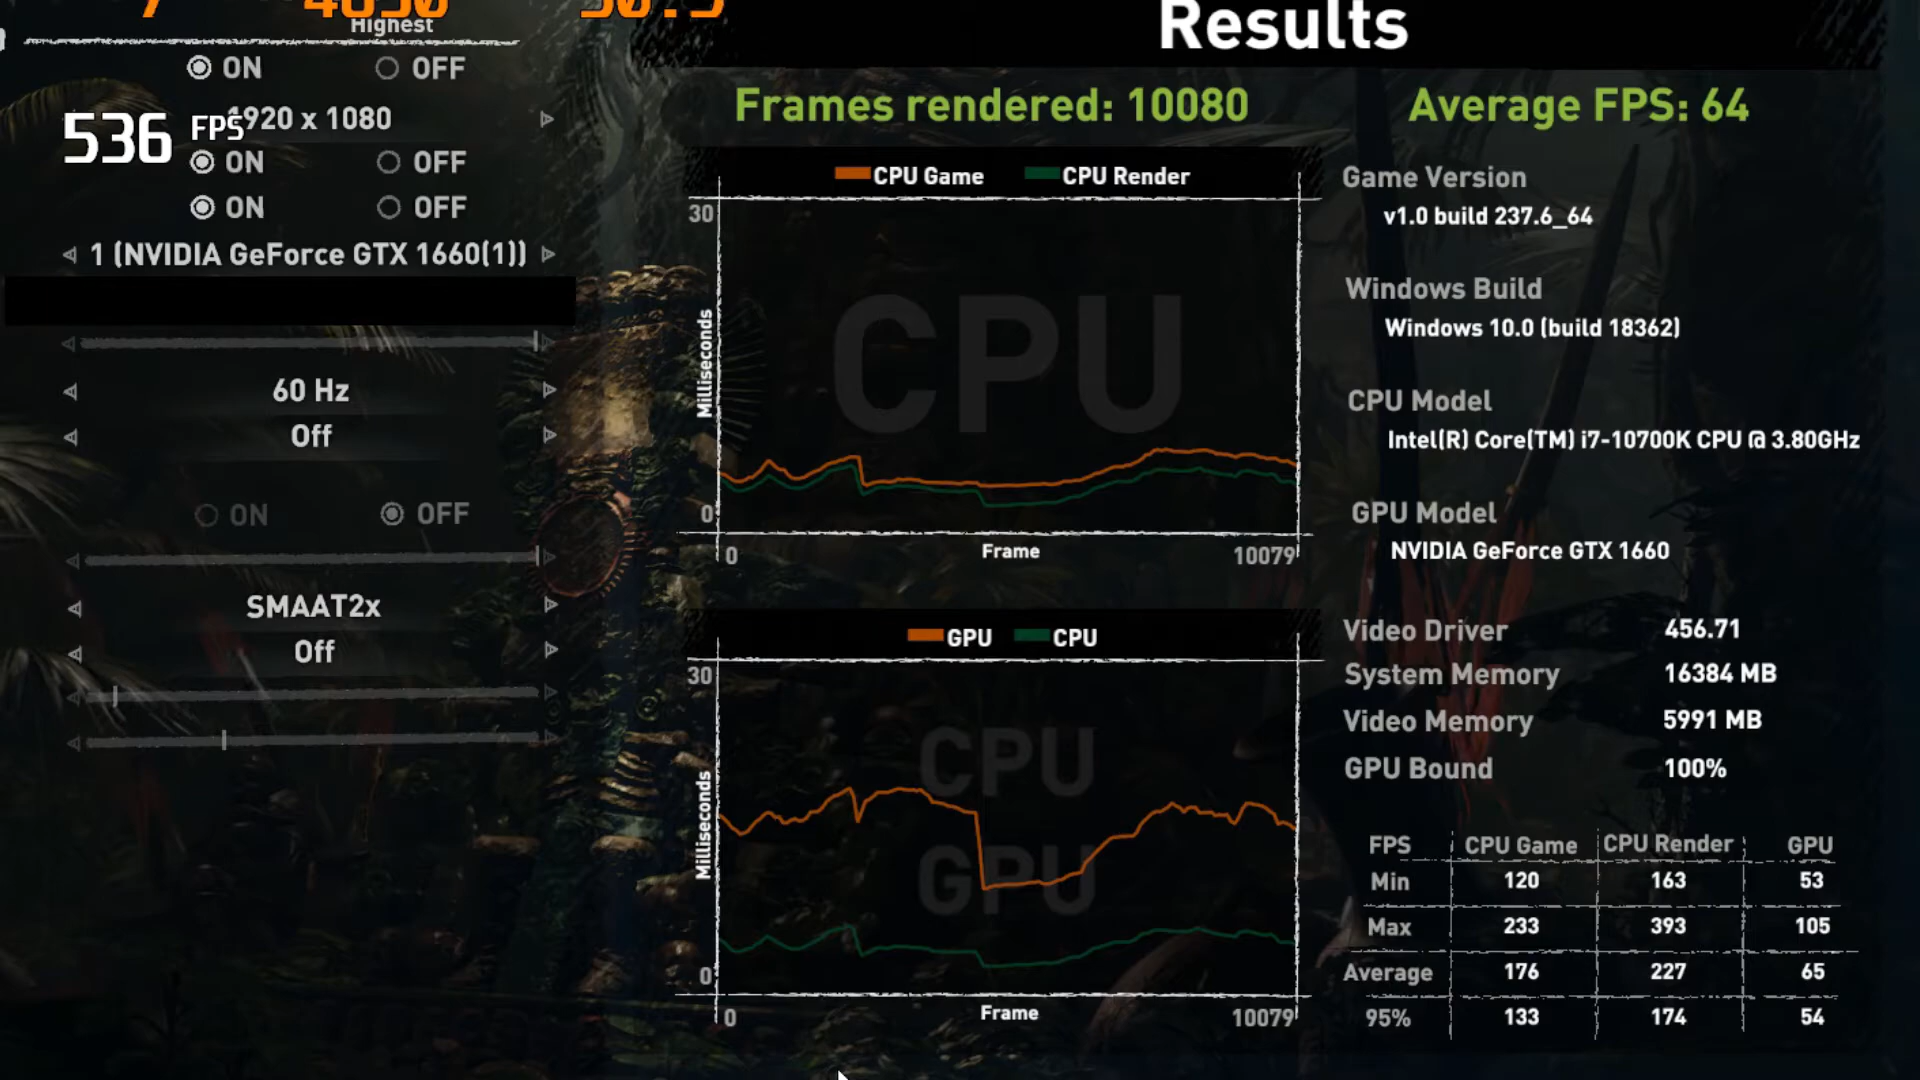 Highest
ON OFF
536 FPS
1920 x 1080
ON OFF
ON OFF
1 (NVIDIA GeForce GTX 1660(1))
60 Hz
Off
ON OFF
SMAAT2x
Off
Results
Frames rendered: 10080
Average FPS: 64
CPU Game CPU Render
30
Milliseconds
CPU
0
0 Frame 10079
GPU CPU
30
Milliseconds
CPU
GPU
0
0 Frame 10079
Game Version
v1.0 build 237.6_64
Windows Build
Windows 10.0 (build 18362)
CPU Model
Intel(R) Core(TM) i7-10700K CPU @ 3.80GHz
GPU Model
NVIDIA GeForce GTX 1660
Video Driver 456.71
System Memory 16384 MB
Video Memory 5991 MB
GPU Bound 100%
FPS CPU Game CPU Render GPU
Min 120 163 53
Max 233 393 105
Average 176 227 65
95% 133 174 54